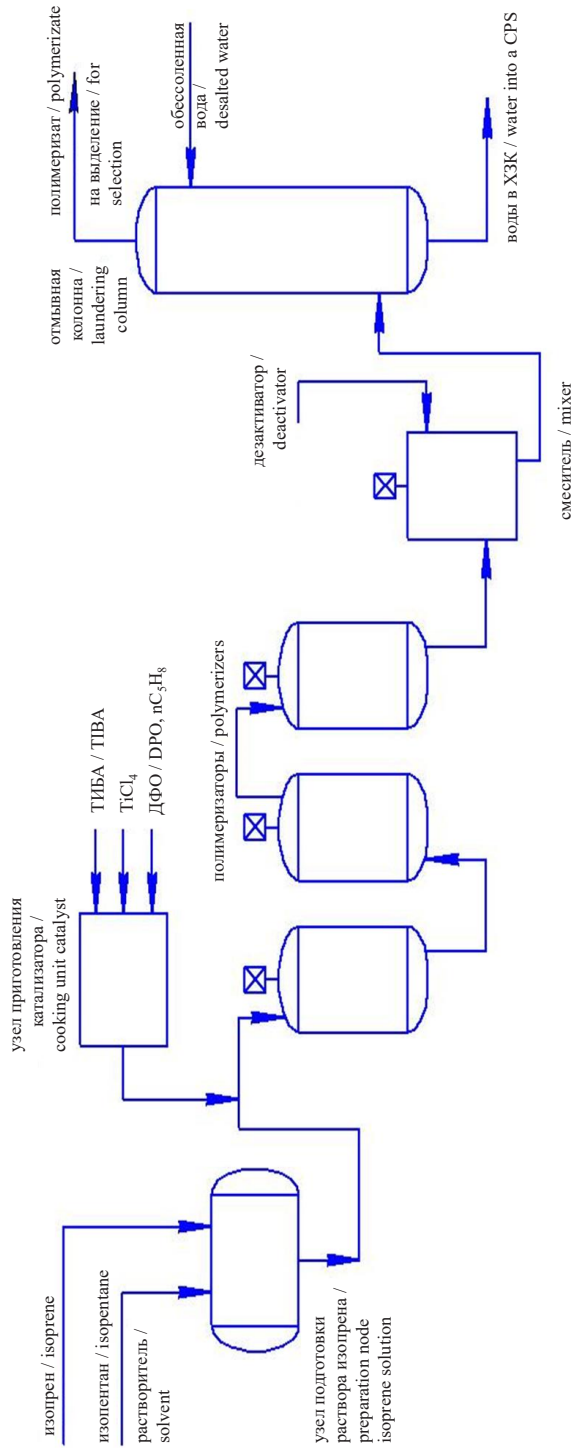 изопрен / isoprene
изопентан / isopentane
растворитель /
solvent
узел подготовки
раствора изопрена /
preparation node
isoprene solution
узел приготовления
катализатора /
cooking unit catalyst
ТИБА / TIBA
TiCl₄
ДФО / DPO, nC₅H₈
полимеризаторы / polymerizers
дезактиватор /
deactivator
смеситель / mixer
отмывная
колонна /
laundering
column
полимеризат / polymerizate
на выделение / for
selection
обессоленная
вода /
desalted water
воды в ХЗК / water into a CPS